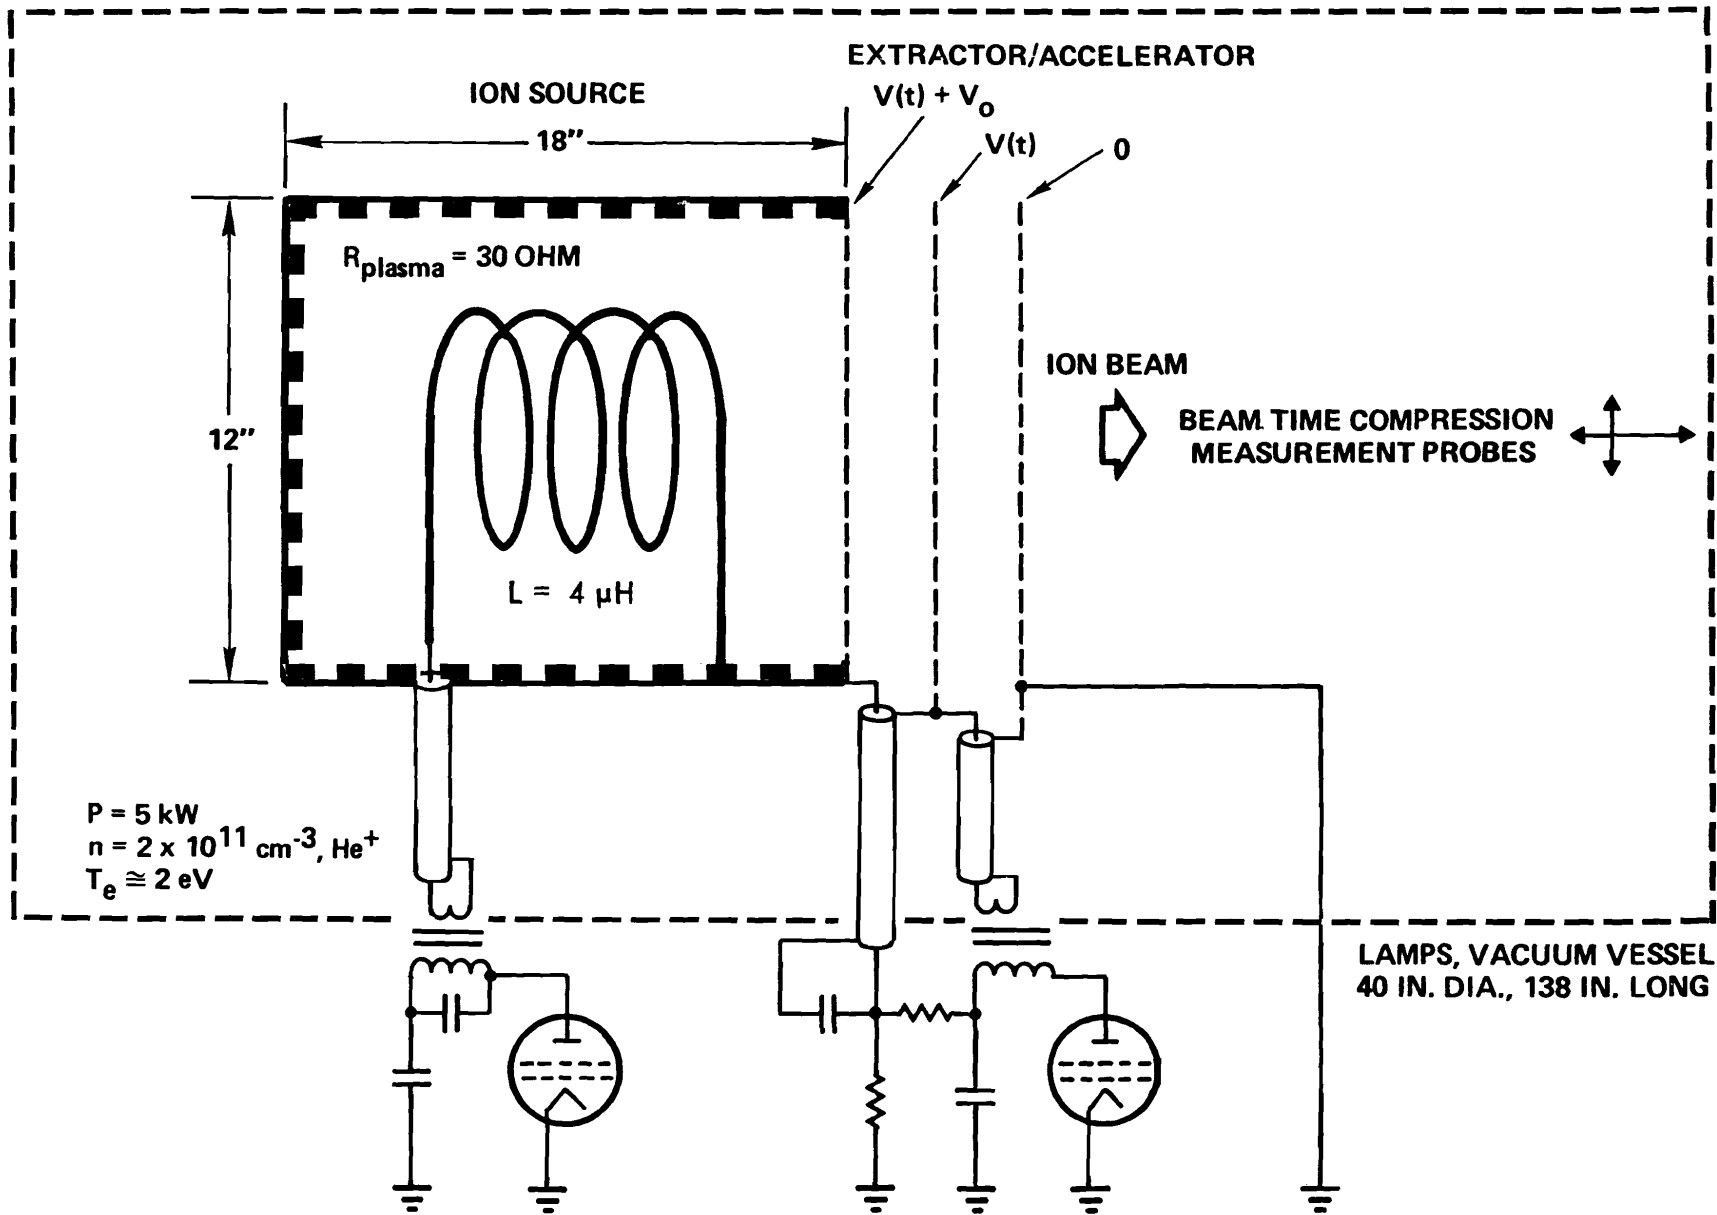 EXTRACTOR/ACCELERATOR
ION SOURCE
V(t) + Vo
18"
V(t)
0
Rplasma = 30 OHM
ION BEAM
12"
BEAM TIME COMPRESSION
MEASUREMENT PROBES
L = 4 μH
P = 5 kW
n = 2 x 10^11 cm^-3, He^+
Te ≅ 2 eV
LAMPS, VACUUM VESSEL
40 IN. DIA., 138 IN. LONG